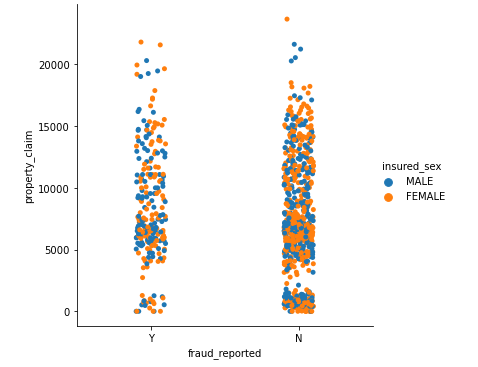 20000
15000
10000
5000
0
property_claim
Y
N
fraud_reported
insured_sex
MALE
FEMALE